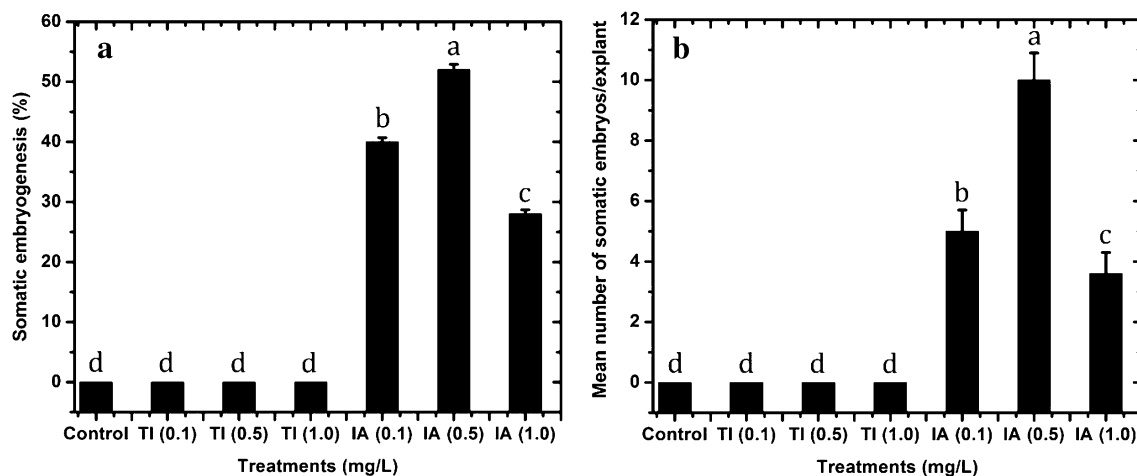 a
Somatic embryogenesis (%)
60
50
40
30
20
10
0
d d d d b a c
Control TI (0.1) TI (0.5) TI (1.0) IA (0.1) IA (0.5) IA (1.0)
Treatments (mg/L)
b
Mean number of somatic embryos/explant
12
10
8
6
4
2
0
d d d d b a c
Control TI (0.1) TI (0.5) TI (1.0) IA (0.1) IA (0.5) IA (1.0)
Treatments (mg/L)